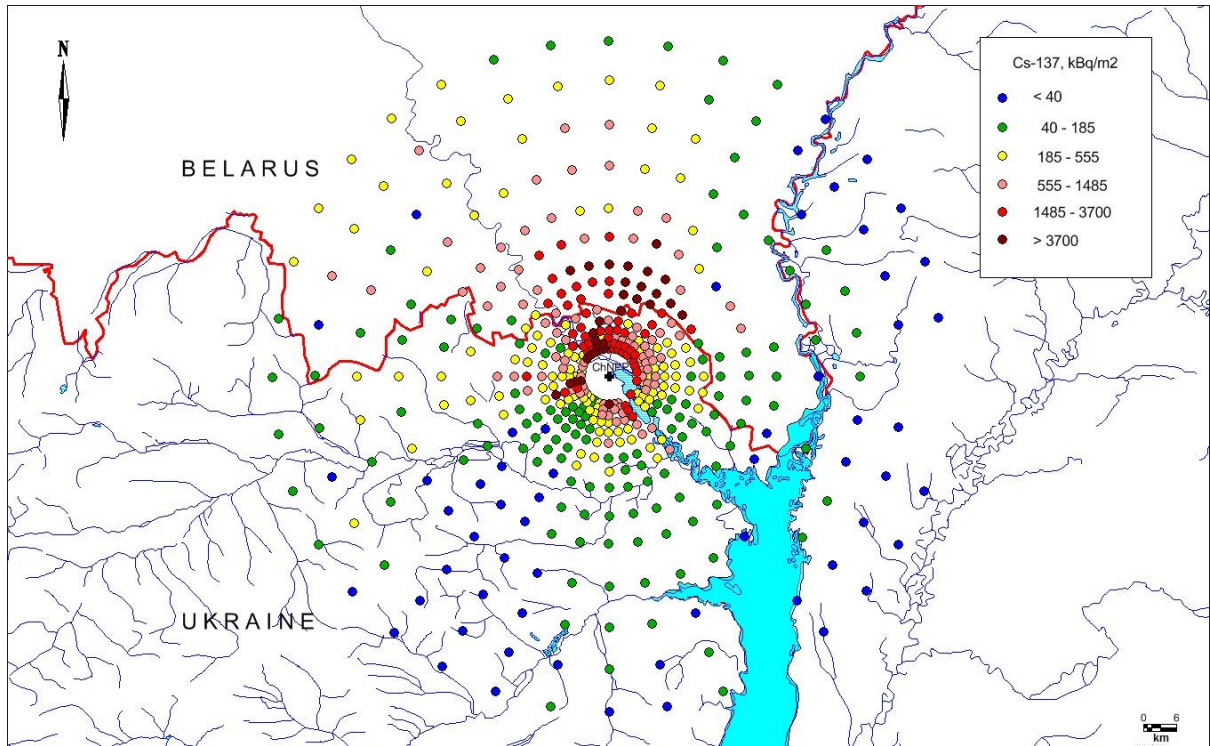 N
Cs-137, kBq/m2
< 40
40 - 185
185 - 555
555 - 1485
1485 - 3700
> 3700
BELARUS
ChNPP
UKRAINE
0 6
km